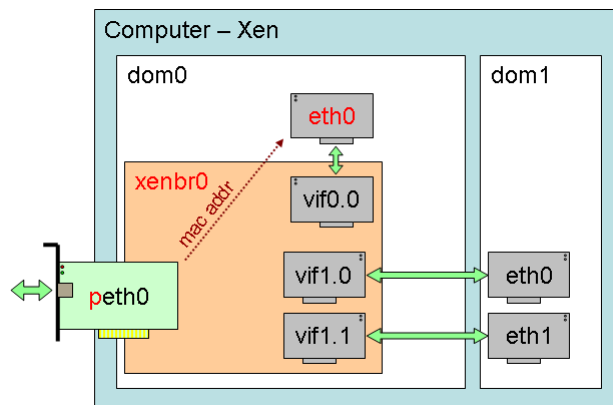 Computer – Xen
dom0
dom1
eth0
xenbr0
mac addr
vif0.0
peth0
vif1.0
eth0
vif1.1
eth1